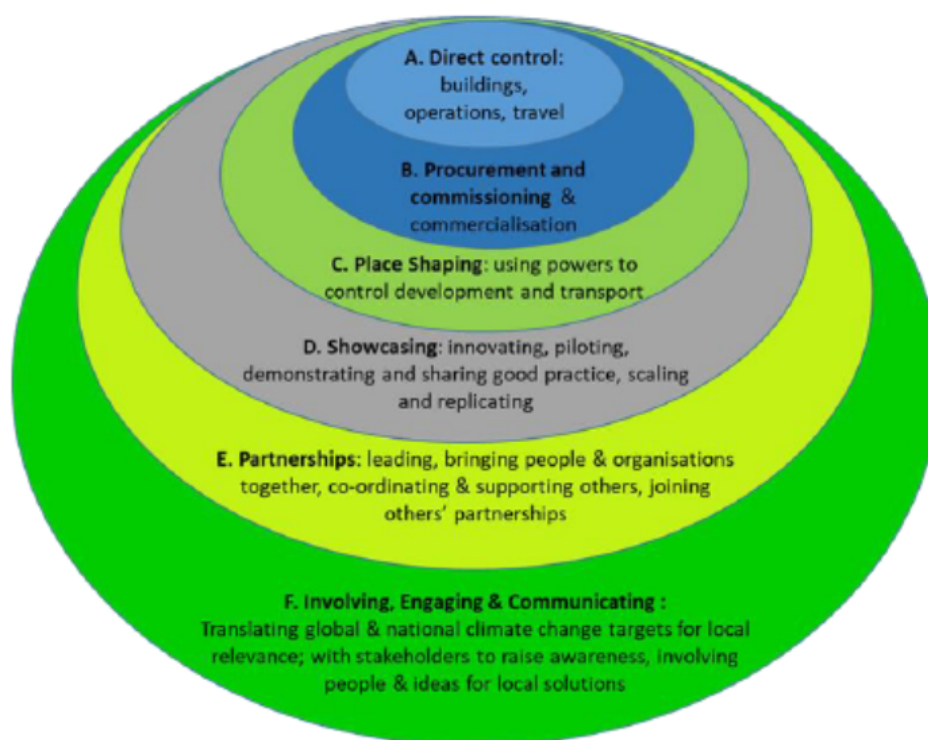 A. Direct control:
buildings,
operations, travel
B. Procurement and
commissioning &
commercialisation
C. Place Shaping: using powers to
control development and transport
D. Showcasing: innovating, piloting,
demonstrating and sharing good practice, scaling
and replicating
E. Partnerships: leading, bringing people & organisations
together, co-ordinating & supporting others, joining
others’ partnerships
F. Involving, Engaging & Communicating :
Translating global & national climate change targets for local
relevance; with stakeholders to raise awareness, involving
people & ideas for local solutions